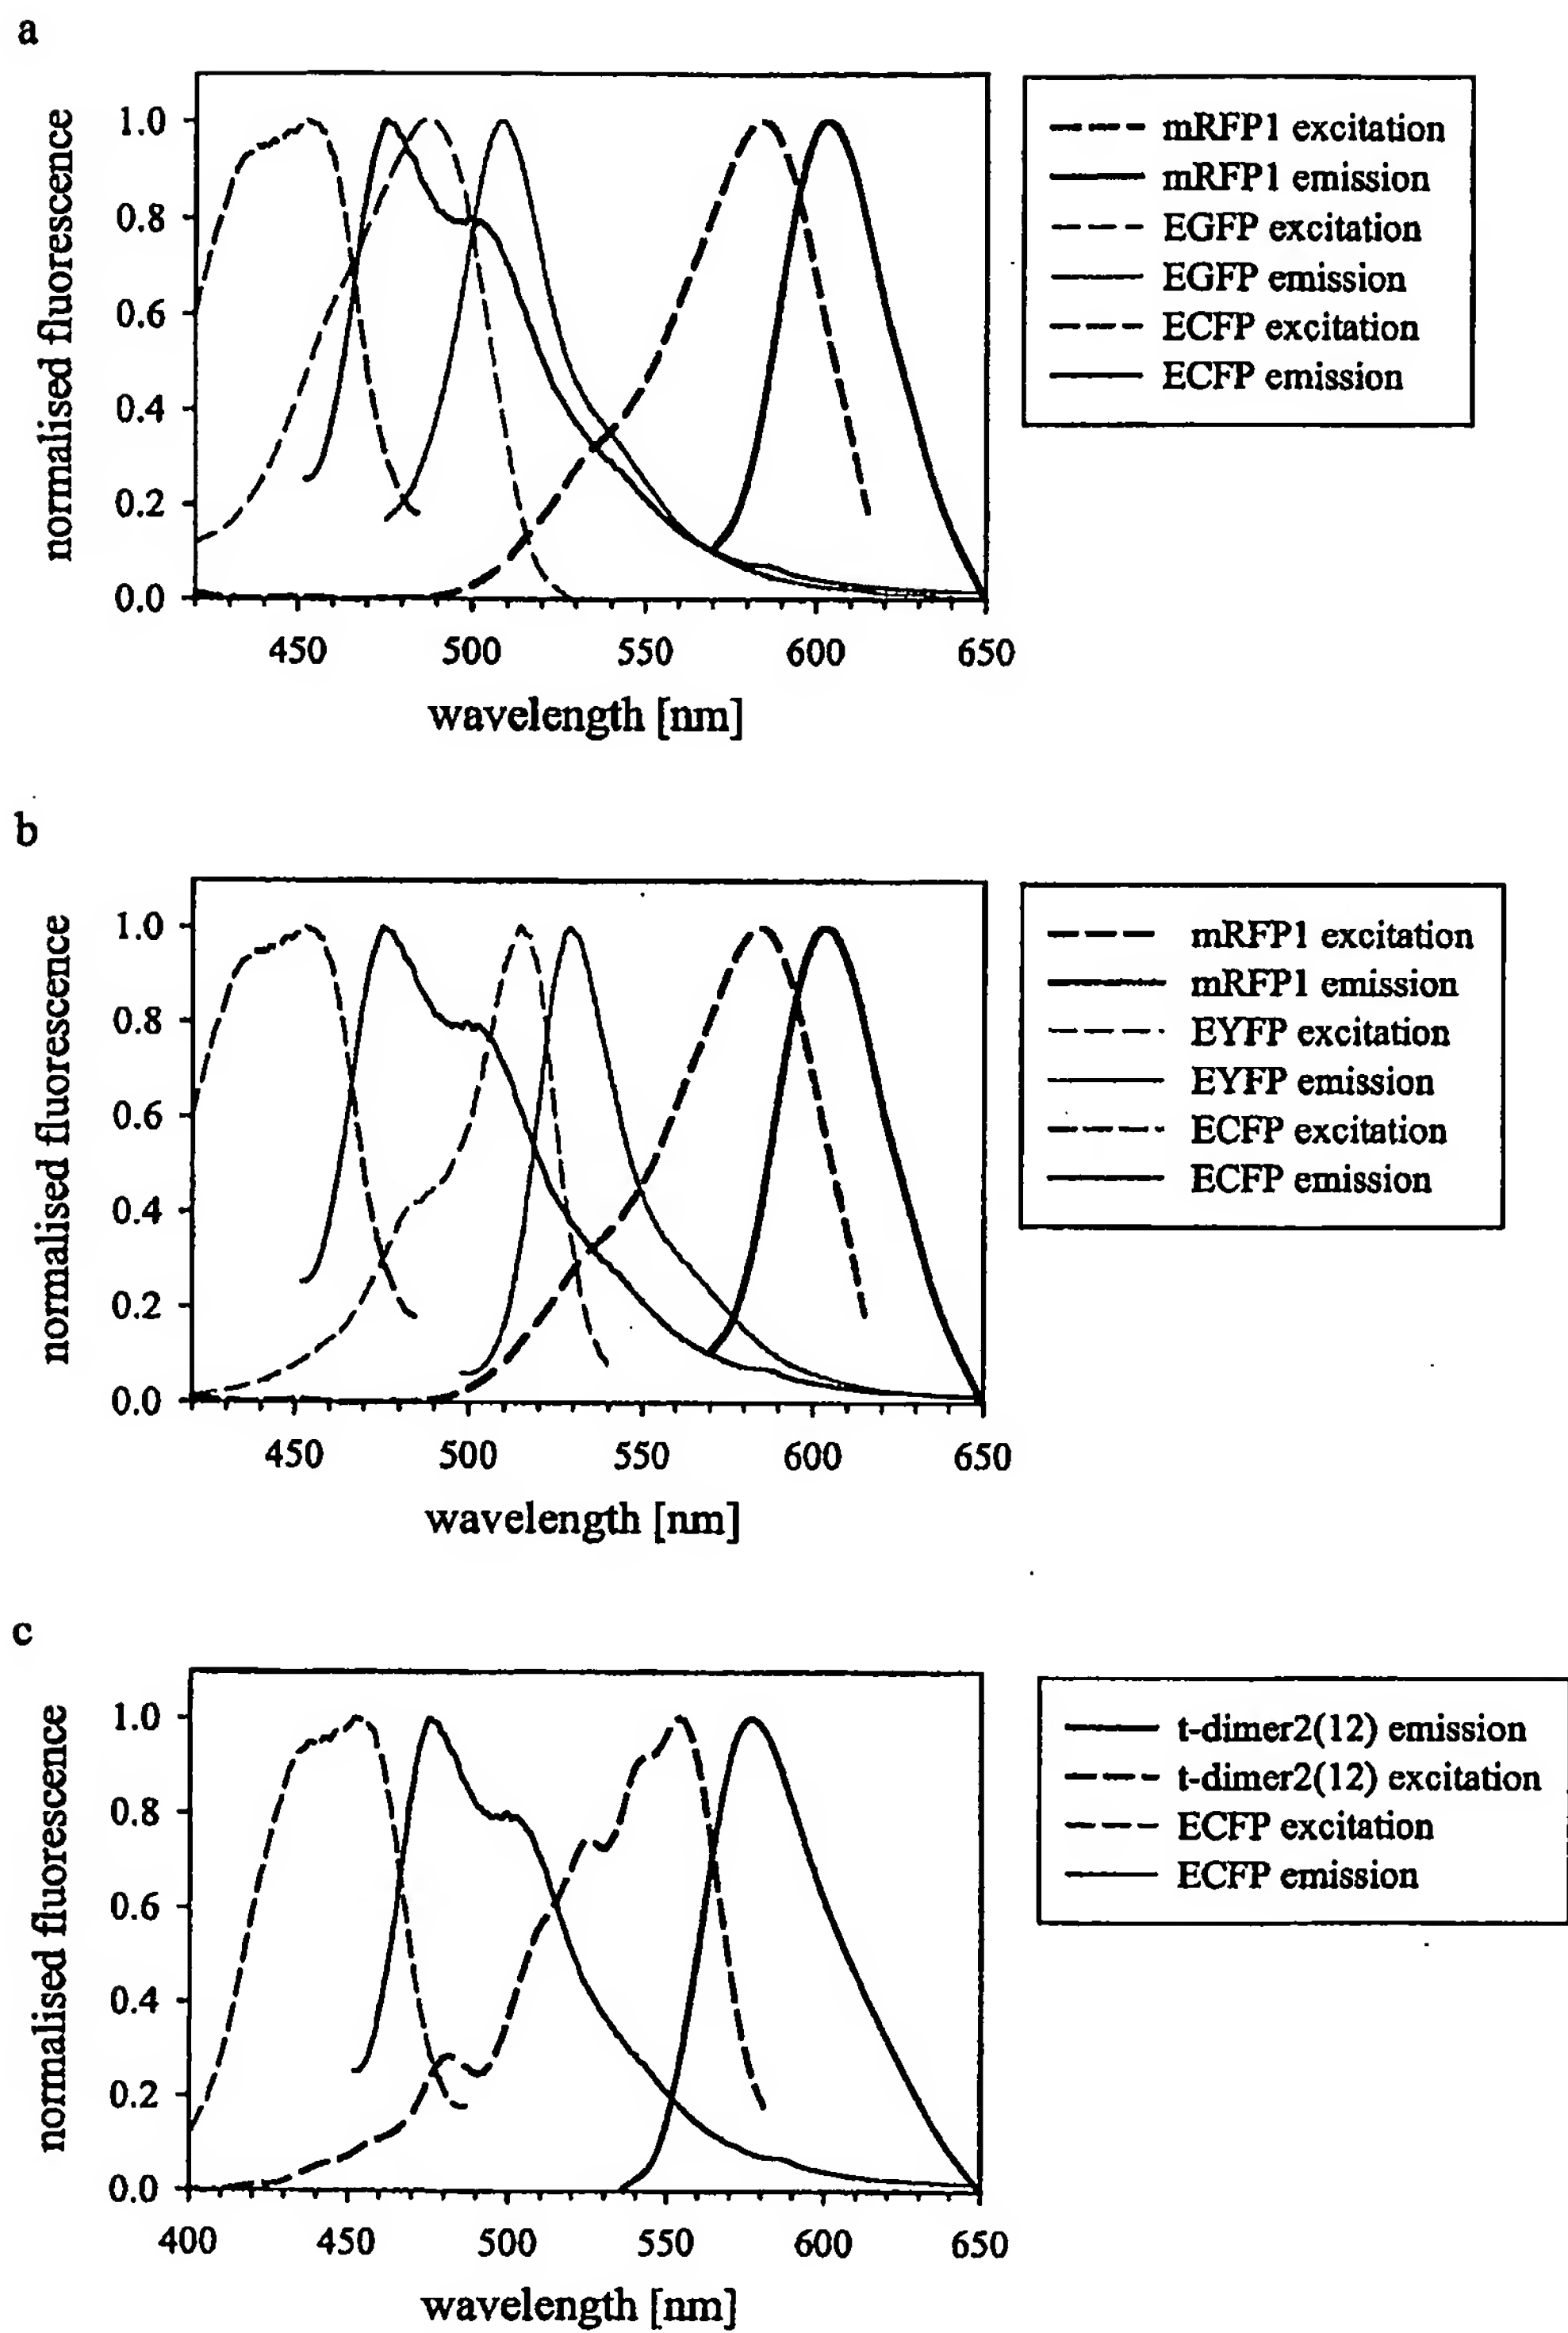 a
normalised fluorescence
1.0
0.8
0.6
0.4
0.2
0.0
450 500 550 600 650
wavelength [nm]
mRFP1 excitation
mRFP1 emission
EGFP excitation
EGFP emission
ECFP excitation
ECFP emission
b
normalised fluorescence
1.0
0.8
0.6
0.4
0.2
0.0
450 500 550 600 650
wavelength [nm]
mRFP1 excitation
mRFP1 emission
EYFP excitation
EYFP emission
ECFP excitation
ECFP emission
c
normalised fluorescence
1.0
0.8
0.6
0.4
0.2
0.0
400 450 500 550 600 650
wavelength [nm]
t-dimer2(12) emission
t-dimer2(12) excitation
ECFP excitation
ECFP emission